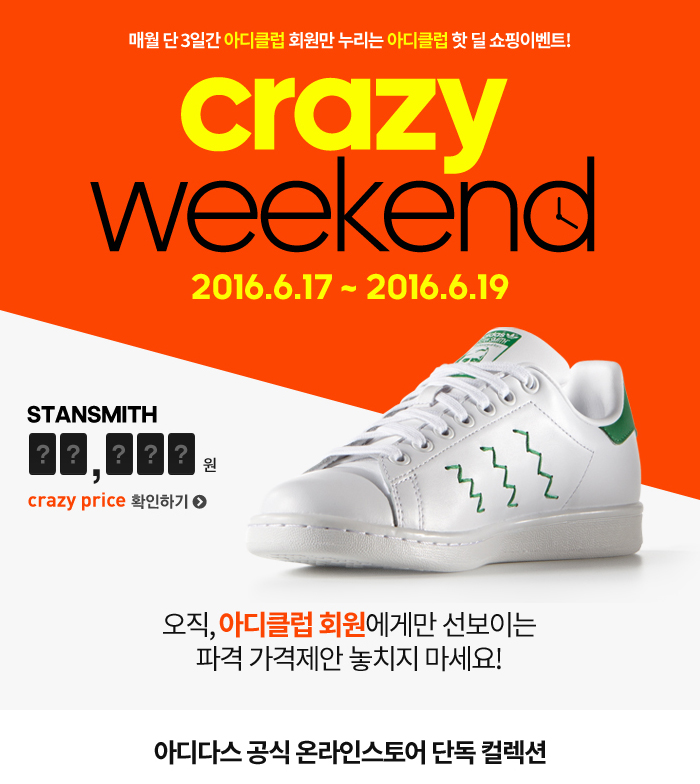 매월 단 3일간 아디클럽 회원만 누리는 아디클럽 핫 딜 쇼핑이벤트!
crazy
weekend
2016.6.17 ~ 2016.6.19
STANSMITH
??,???원
crazy price 확인하기
오직, 아디클럽 회원에게만 선보이는
파격 가격제안 놓치지 마세요!
아디다스 공식 온라인스토어 단독 컬렉션